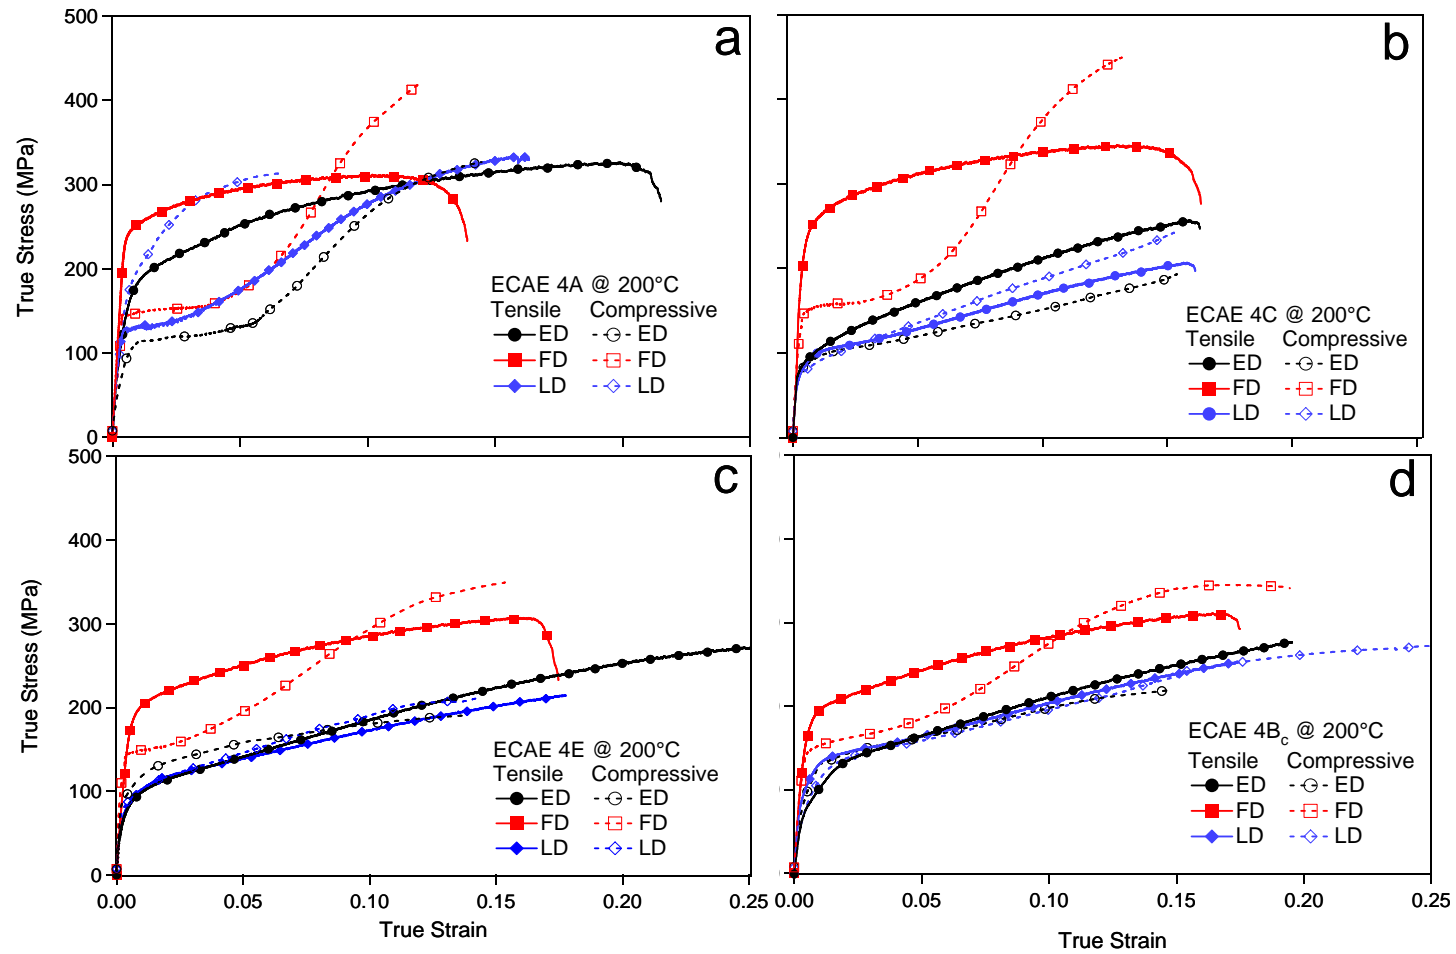 a
500
400
300
200
100
0
True Stress (MPa)
ECAE 4A @ 200°C
Tensile Compressive
ED ED
FD FD
LD LD
b
ECAE 4C @ 200°C
Tensile Compressive
ED ED
FD FD
LD LD
c
500
400
300
200
100
0
True Stress (MPa)
ECAE 4E @ 200°C
Tensile Compressive
ED ED
FD FD
LD LD
0.00 0.05 0.10 0.15 0.20 0.25
True Strain
d
ECAE 4Bc @ 200°C
Tensile Compressive
ED ED
FD FD
LD LD
0.00 0.05 0.10 0.15 0.20 0.25
True Strain